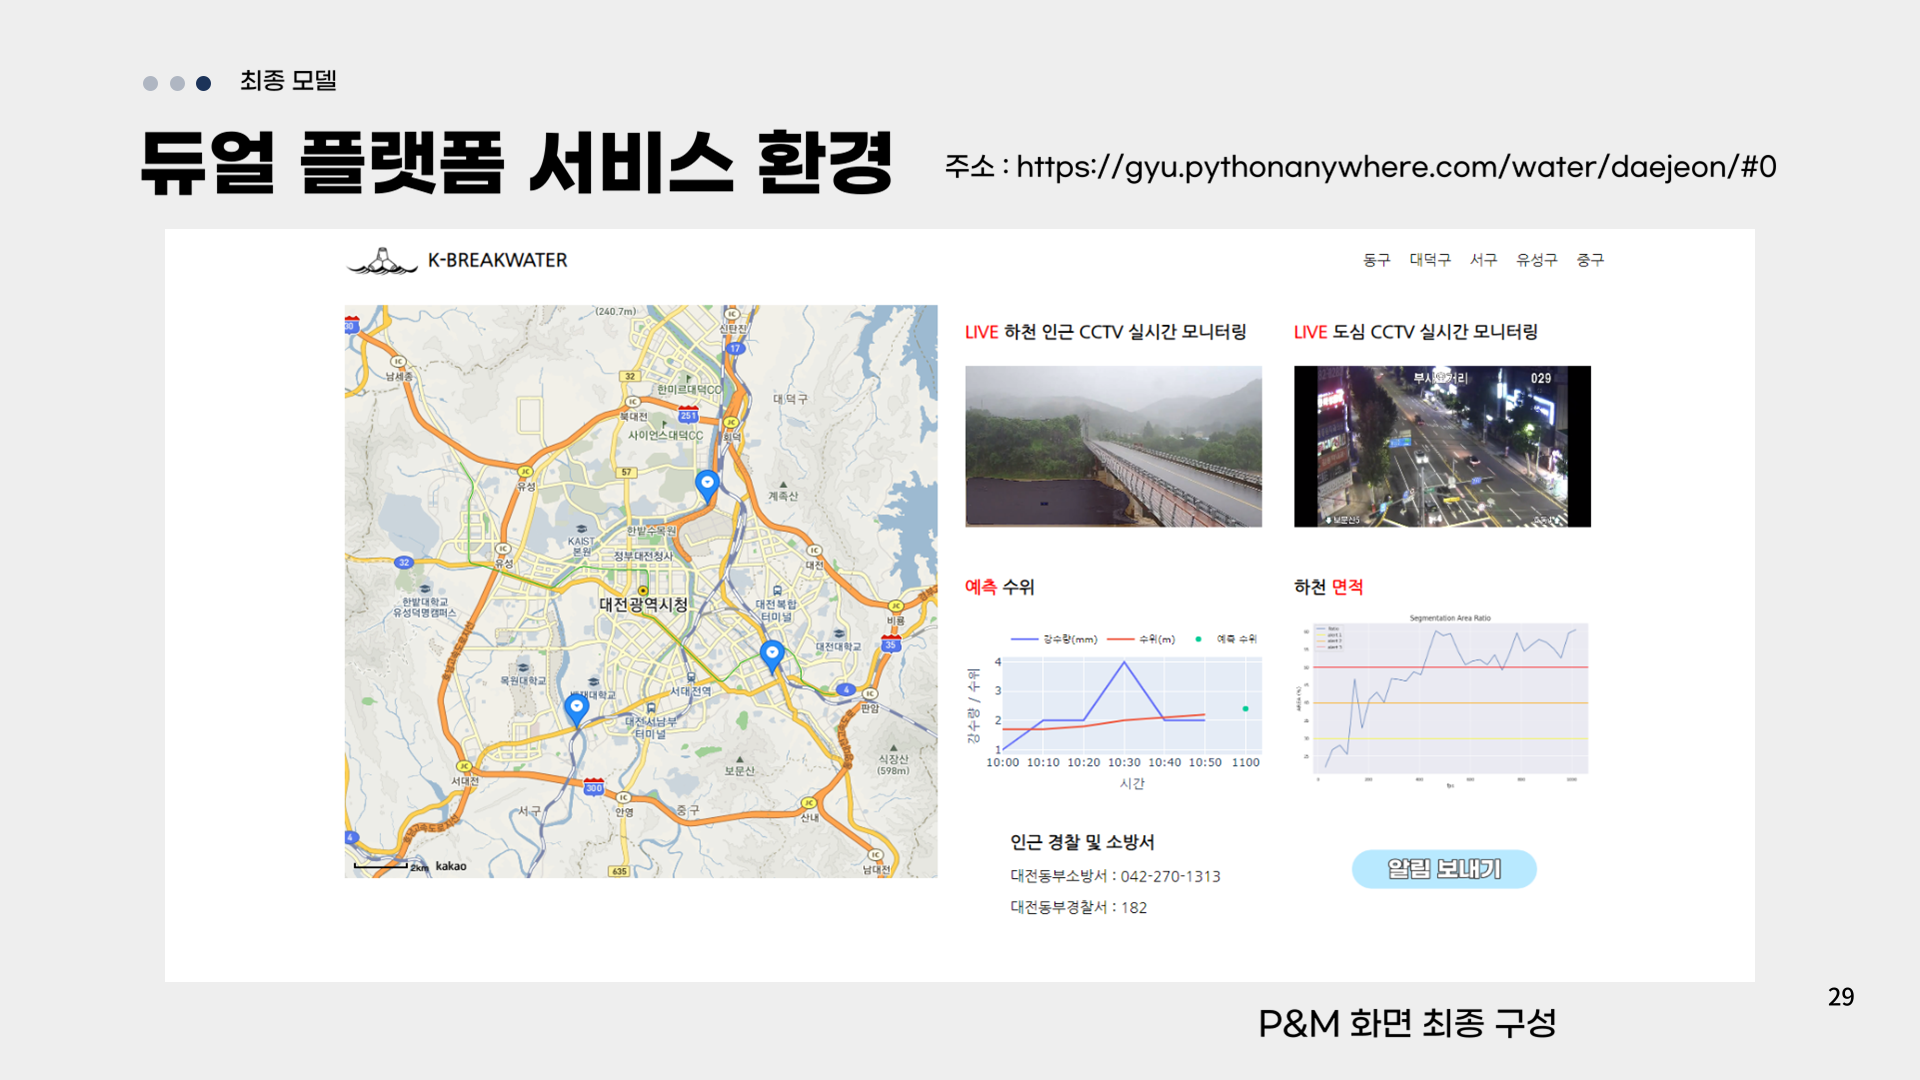 최종 모델
듀얼 플랫폼 서비스 환경
주소 : https://gyu.pythonanywhere.com/water/daejeon/#0
K-BREAKWATER
동구 대덕구 서구 유성구 중구
(240.7m)
신탄진
17
남세종
IC
32
한미르대덕CC
대덕구
IC
북대전
251
사이언스대덕CC
JC
회덕
57
JC
유성
계족산
한밭수목원
KAIST
본원
정부대전청사
IC
유성
IC
대전
32
한밭대학교
유성덕명캠퍼스
대전광역시청
대전복합
터미널
JC
비룡
대전대학교
35
목원대학교
서대전역
4
IC
판암
대전서남부
터미널
보문산
식장산
(598m)
JC
서대전
300
IC
안영
서구
중구
JC
산내
4
2km
kakao
635
IC
남대전
LIVE 하천 인근 CCTV 실시간 모니터링
LIVE 도심 CCTV 실시간 모니터링
029
예측 수위
강수량(mm) 수위(m) 예측 수위
강수량 / 수위
4
3
2
1
10:00 10:10 10:20 10:30 10:40 10:50 1100
시간
하천 면적
Segmentation Area Ratio
인근 경찰 및 소방서
대전동부소방서 : 042-270-1313
대전동부경찰서 : 182
알림 보내기
P&M 화면 최종 구성
29